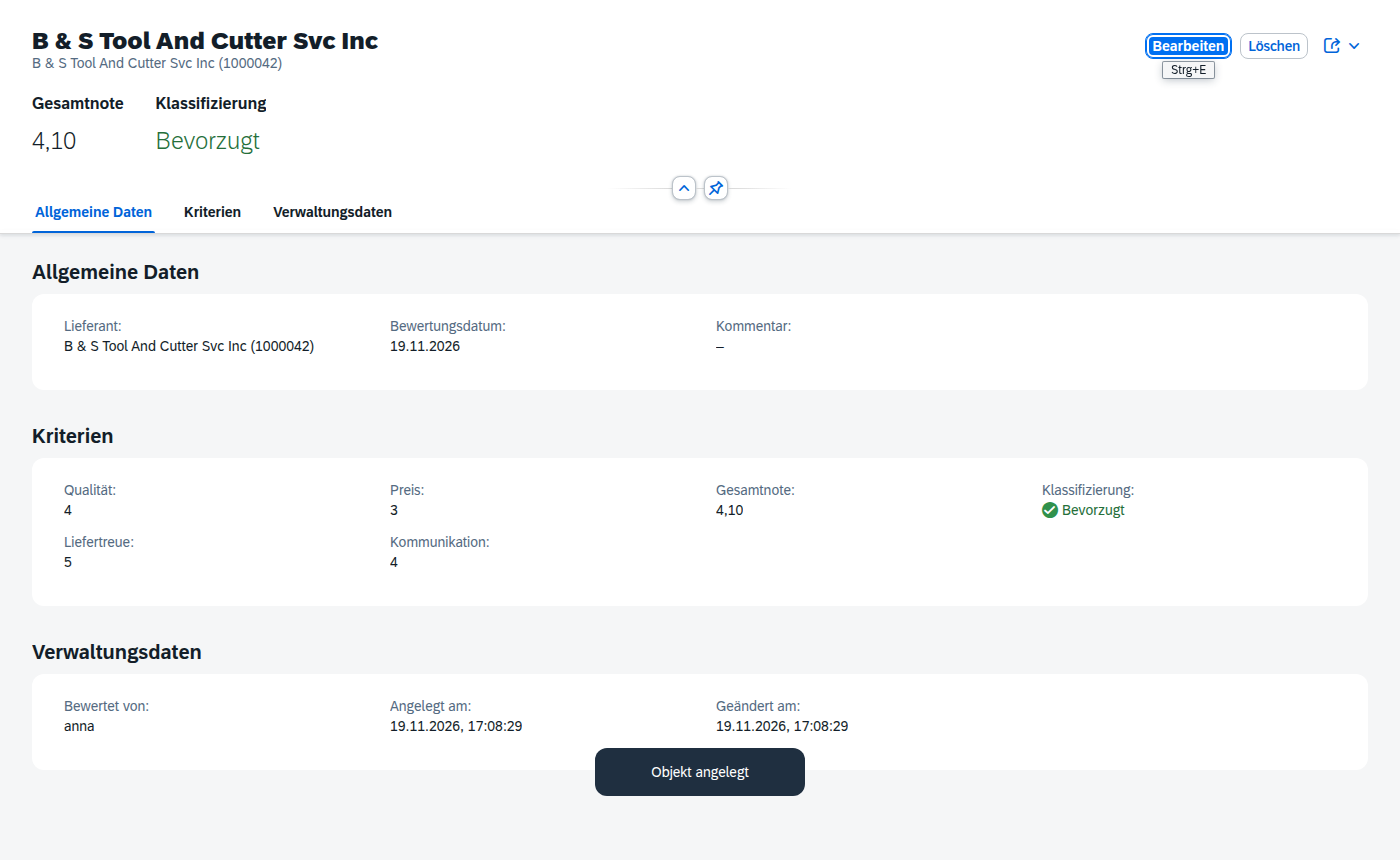 B & S Tool And Cutter Svc Inc
B & S Tool And Cutter Svc Inc (1000042)
Bearbeiten
Löschen
Strg+E
Gesamtnote
Klassifizierung
4,10
Bevorzugt
Allgemeine Daten
Kriterien
Verwaltungsdaten
Allgemeine Daten
Lieferant:
B & S Tool And Cutter Svc Inc (1000042)
Bewertungsdatum:
19.11.2026
Kommentar:
–
Kriterien
Qualität:
4
Preis:
3
Gesamtnote:
4,10
Klassifizierung:
Bevorzugt
Liefertreue:
5
Kommunikation:
4
Verwaltungsdaten
Bewertet von:
anna
Angelegt am:
19.11.2026, 17:08:29
Geändert am:
19.11.2026, 17:08:29
Objekt angelegt